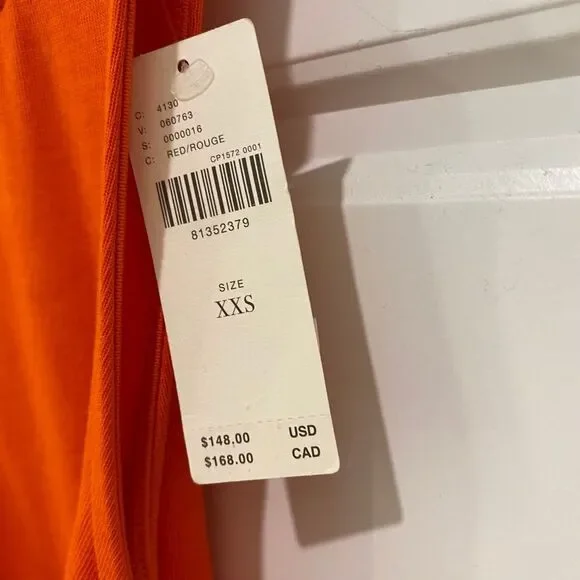 C: 4130
V: 060763
S: 0000016
C: RED/ROUGE
CP1572 0001
81352379
SIZE
XXS
$148.00 USD
$168.00 CAD